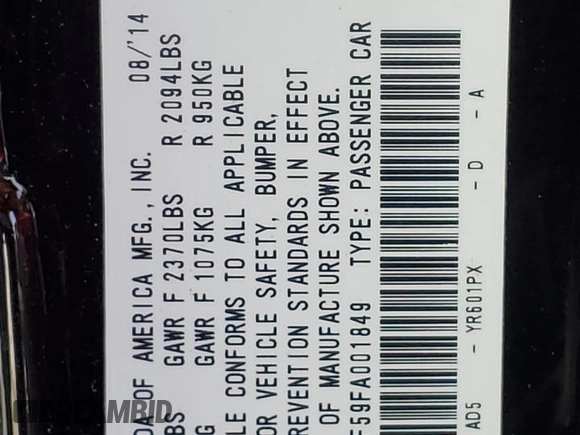 DA OF AMERICA MFG., INC. 08/'14
BS GAWR F 2370LBS R 2094LBS
G GAWR F 1075KG R 950KG
LE CONFORMS TO ALL APPLICABLE
OR VEHICLE SAFETY, BUMPER,
REVENTION STANDARDS IN EFFECT
OF MANUFACTURE SHOWN ABOVE.
F59FA001849 TYPE: PASSENGER CAR
AD5 - YR601PX - D - A